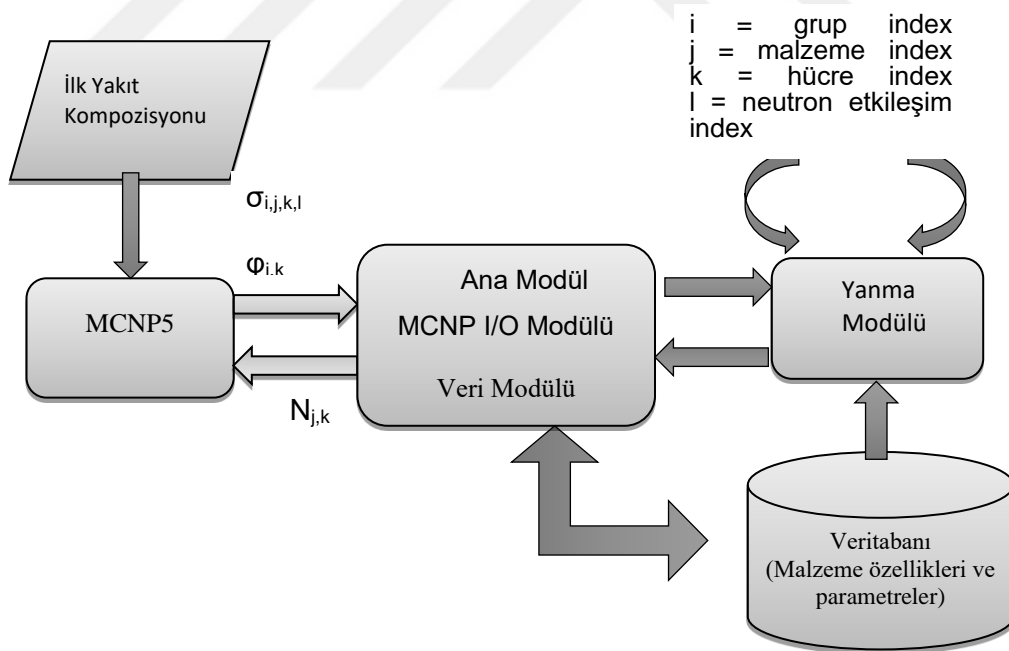 i = grup index
j = malzeme index
k = hücre index
l = neutron etkileşim
index
İlk Yakıt
Kompozisyonu
σi,j,k,l
φi.k
MCNP5
Nj,k
Ana Modül
MCNP I/O Modülü
Veri Modülü
Yanma
Modülü
Veritabanı
(Malzeme özellikleri ve
parametreler)